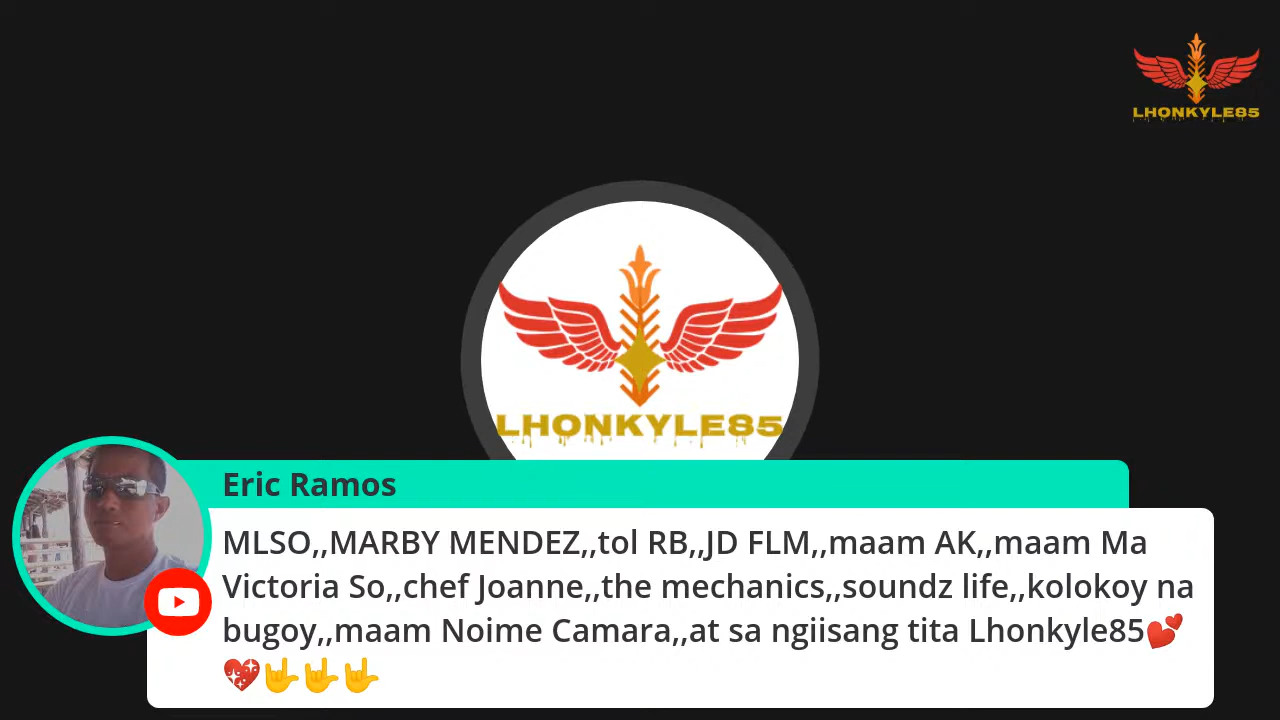 LHONKYLE85
LHONKYLE85
Eric Ramos
MLSO,,MARBY MENDEZ,,tol RB,,JD FLM,,maam AK,,maam Ma
Victoria So,,chef Joanne,,the mechanics,,soundz life,,kolokoy na
bugoy,,maam Noime Camara,,at sa ngiisang tita Lhonkyle85💕
💖🤟🤟🤟